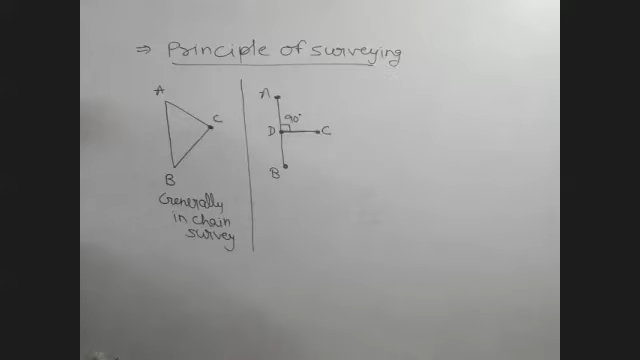 ⇒ Principle of surveying
A
C
B
Generally
in chain
survey
A
90°
D
C
B